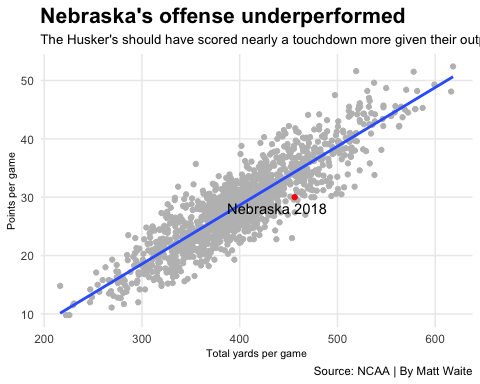 Nebraska's offense underperformed
The Husker's should have scored nearly a touchdown more given their
50
40
30
20
10
Points per game
Nebraska 2018
200
300
400
500
600
Total yards per game
Source: NCAA | By Matt Waite